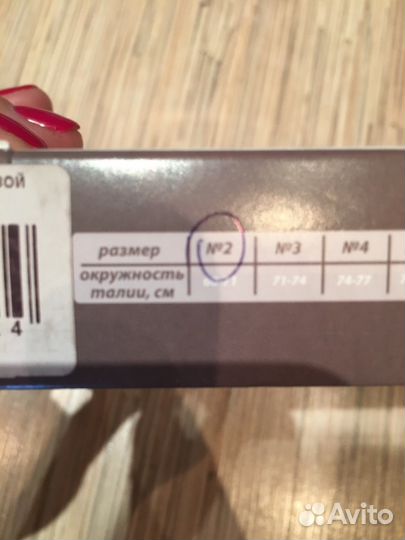 вой
4
размер №2 №3 №4
окружность
талии, см 71-74 74-77
Avito